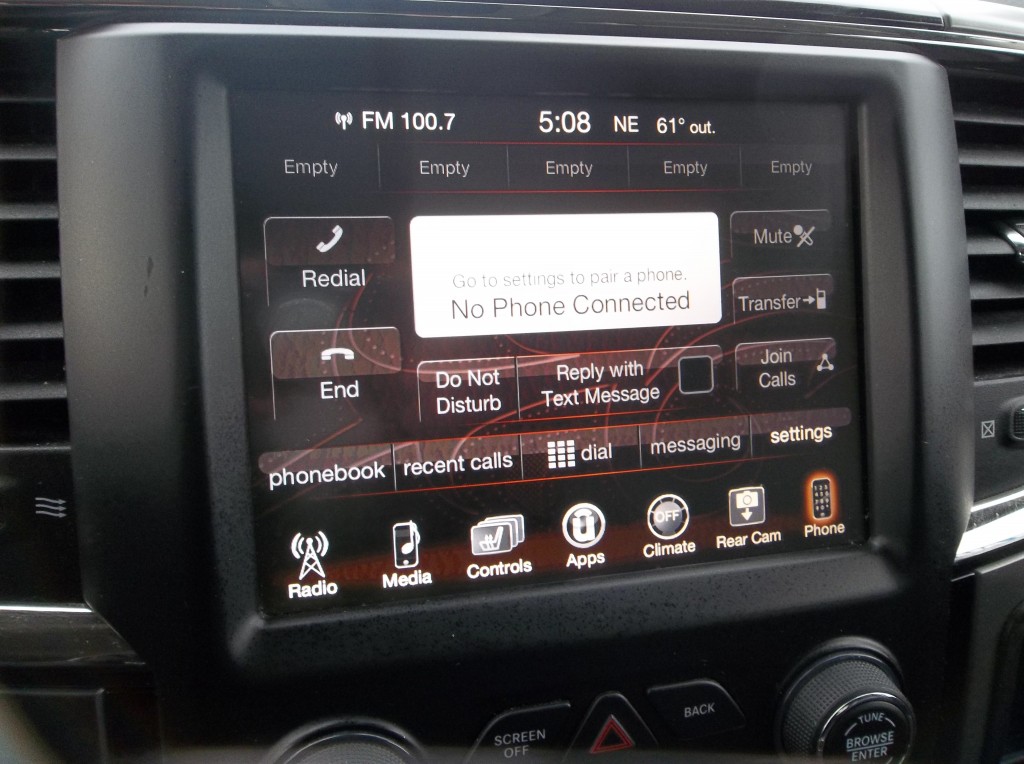 FM 100.7 5:08 NE 61° out.
Empty Empty Empty Empty Empty
Redial
Go to settings to pair a phone.
No Phone Connected
Mute
Transfer
End
Do Not
Disturb
Reply with
Text Message
Join
Calls
phonebook recent calls dial messaging settings
Radio Media Controls Apps Climate Rear Cam Phone
OFF
SCREEN
OFF
BACK
TUNE
BROWSE
ENTER